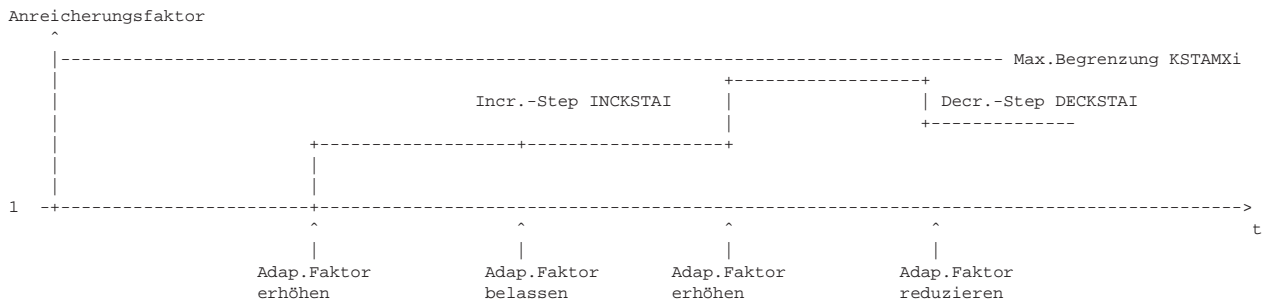 Anreicherungsfaktor
Max.Begrenzung KSTAMXi
Incr.-Step INCKSTAI
Decr.-Step DECKSTAI
1
t
Adap.Faktor Adap.Faktor Adap.Faktor Adap.Faktor
erhöhen belassen erhöhen reduzieren